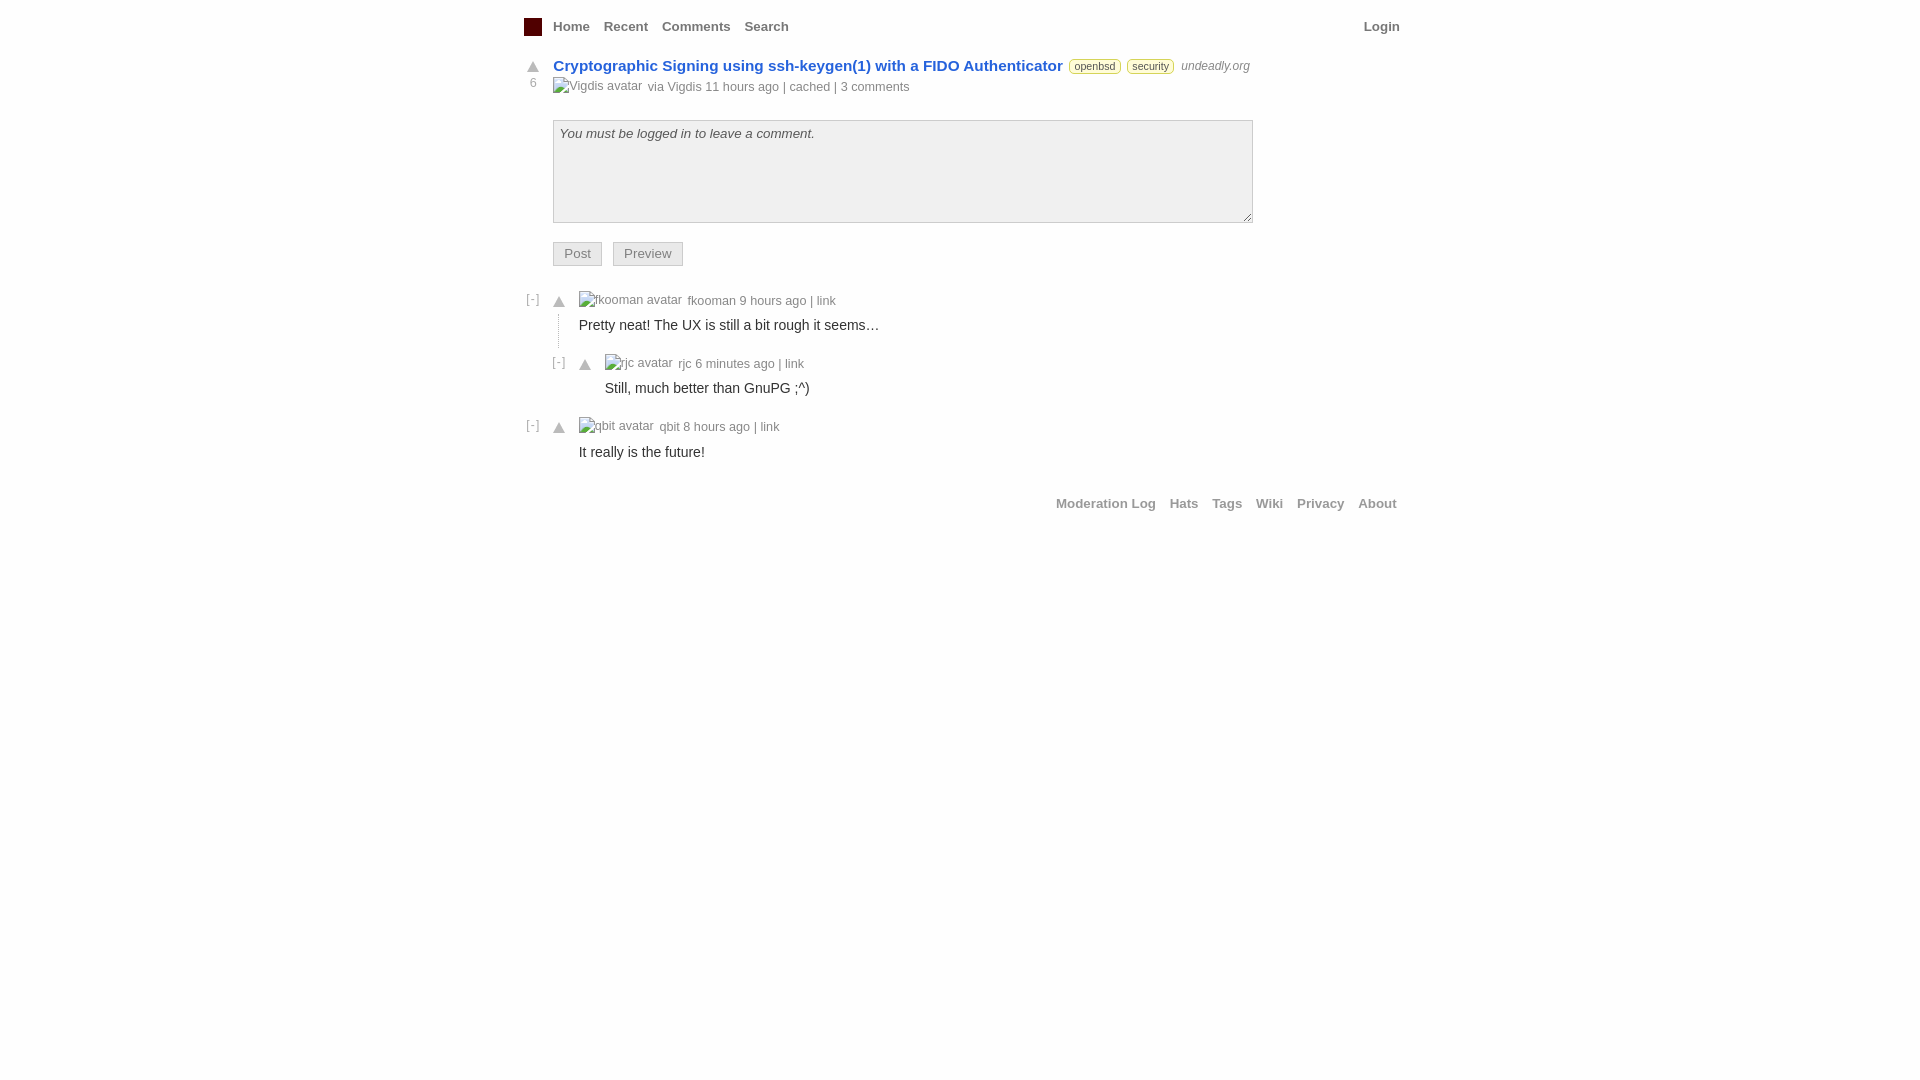 Home Recent Comments Search Login
Cryptographic Signing using ssh-keygen(1) with a FIDO Authenticator openbsd security undeadly.org
6
Vigdis avatar via Vigdis 11 hours ago | cached | 3 comments
You must be logged in to leave a comment.
Post Preview
[-] fkooman avatar fkooman 9 hours ago | link
Pretty neat! The UX is still a bit rough it seems…
[-] rjc avatar rjc 6 minutes ago | link
Still, much better than GnuPG ;^)
[-] qbit avatar qbit 8 hours ago | link
It really is the future!
Moderation Log Hats Tags Wiki Privacy About